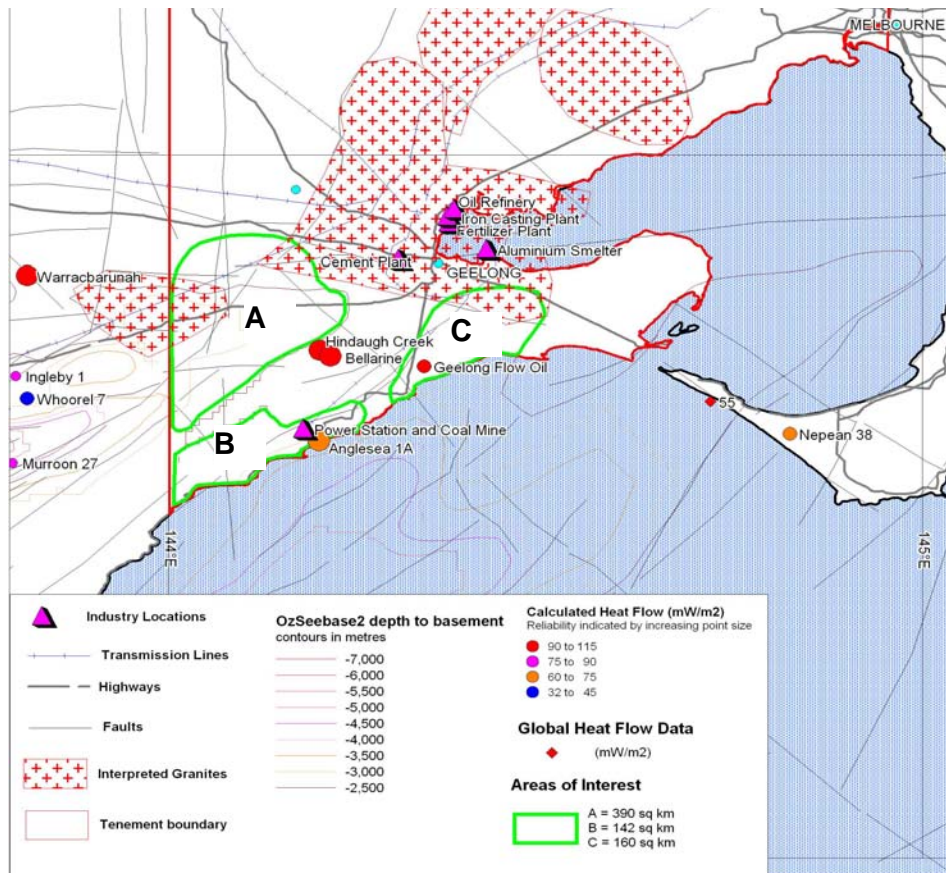 MELBOURNE
Oil Refinery
Iron Casting Plant
Fertilizer Plant
Aluminium Smelter
Cement Plant
GEELONG
Warracbarunah
A
C
Hindaugh Creek
Bellarine
Geelong Flow Oil
Ingleby 1
Whoorel 7
55
B
Power Station and Coal Mine
Nepean 38
Anglesea 1A
Murroon 27
144°E
145°E
Industry Locations
Transmission Lines
Highways
Faults
Interpreted Granites
Tenement boundary
OzSeebase2 depth to basement
contours in metres
-7,000
-6,000
-5,500
-5,000
-4,500
-4,000
-3,500
-3,000
-2,500
Calculated Heat Flow (mW/m2)
Reliability indicated by increasing point size
90 to 115
75 to 90
60 to 75
32 to 45
Global Heat Flow Data
(mW/m2)
Areas of Interest
A = 390 sq km
B = 142 sq km
C = 160 sq km